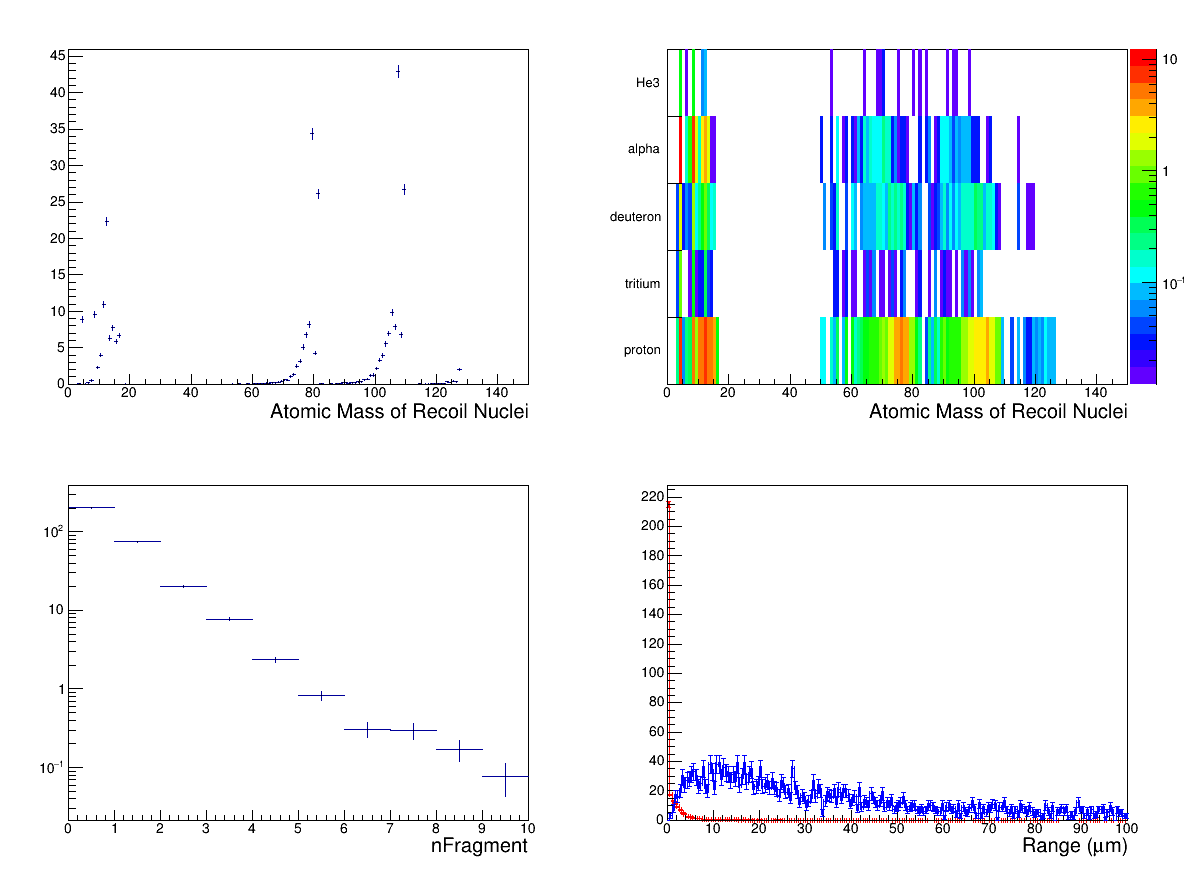 45
40
35
30
25
20
15
10
5
0
0 20 40 60 80 100 120 140
Atomic Mass of Recoil Nuclei
He3
alpha
deuteron
tritium
proton
0 20 40 60 80 100 120 140
Atomic Mass of Recoil Nuclei
10
1
10⁻¹
10²
10
1
10⁻¹
0 1 2 3 4 5 6 7 8 9 10
nFragment
220
200
180
160
140
120
100
80
60
40
20
0
0 10 20 30 40 50 60 70 80 90 100
Range (μm)